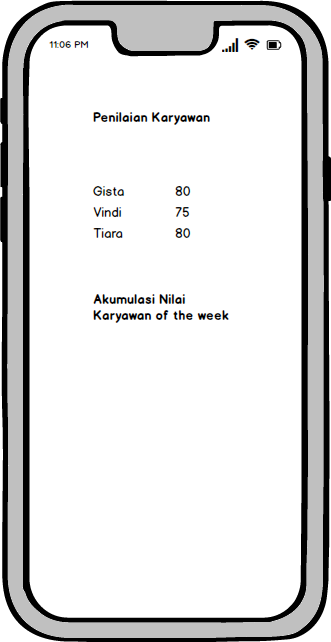 11:06 PM
Penilaian Karyawan
Gista 80
Vindi 75
Tiara 80
Akumulasi Nilai
Karyawan of the week